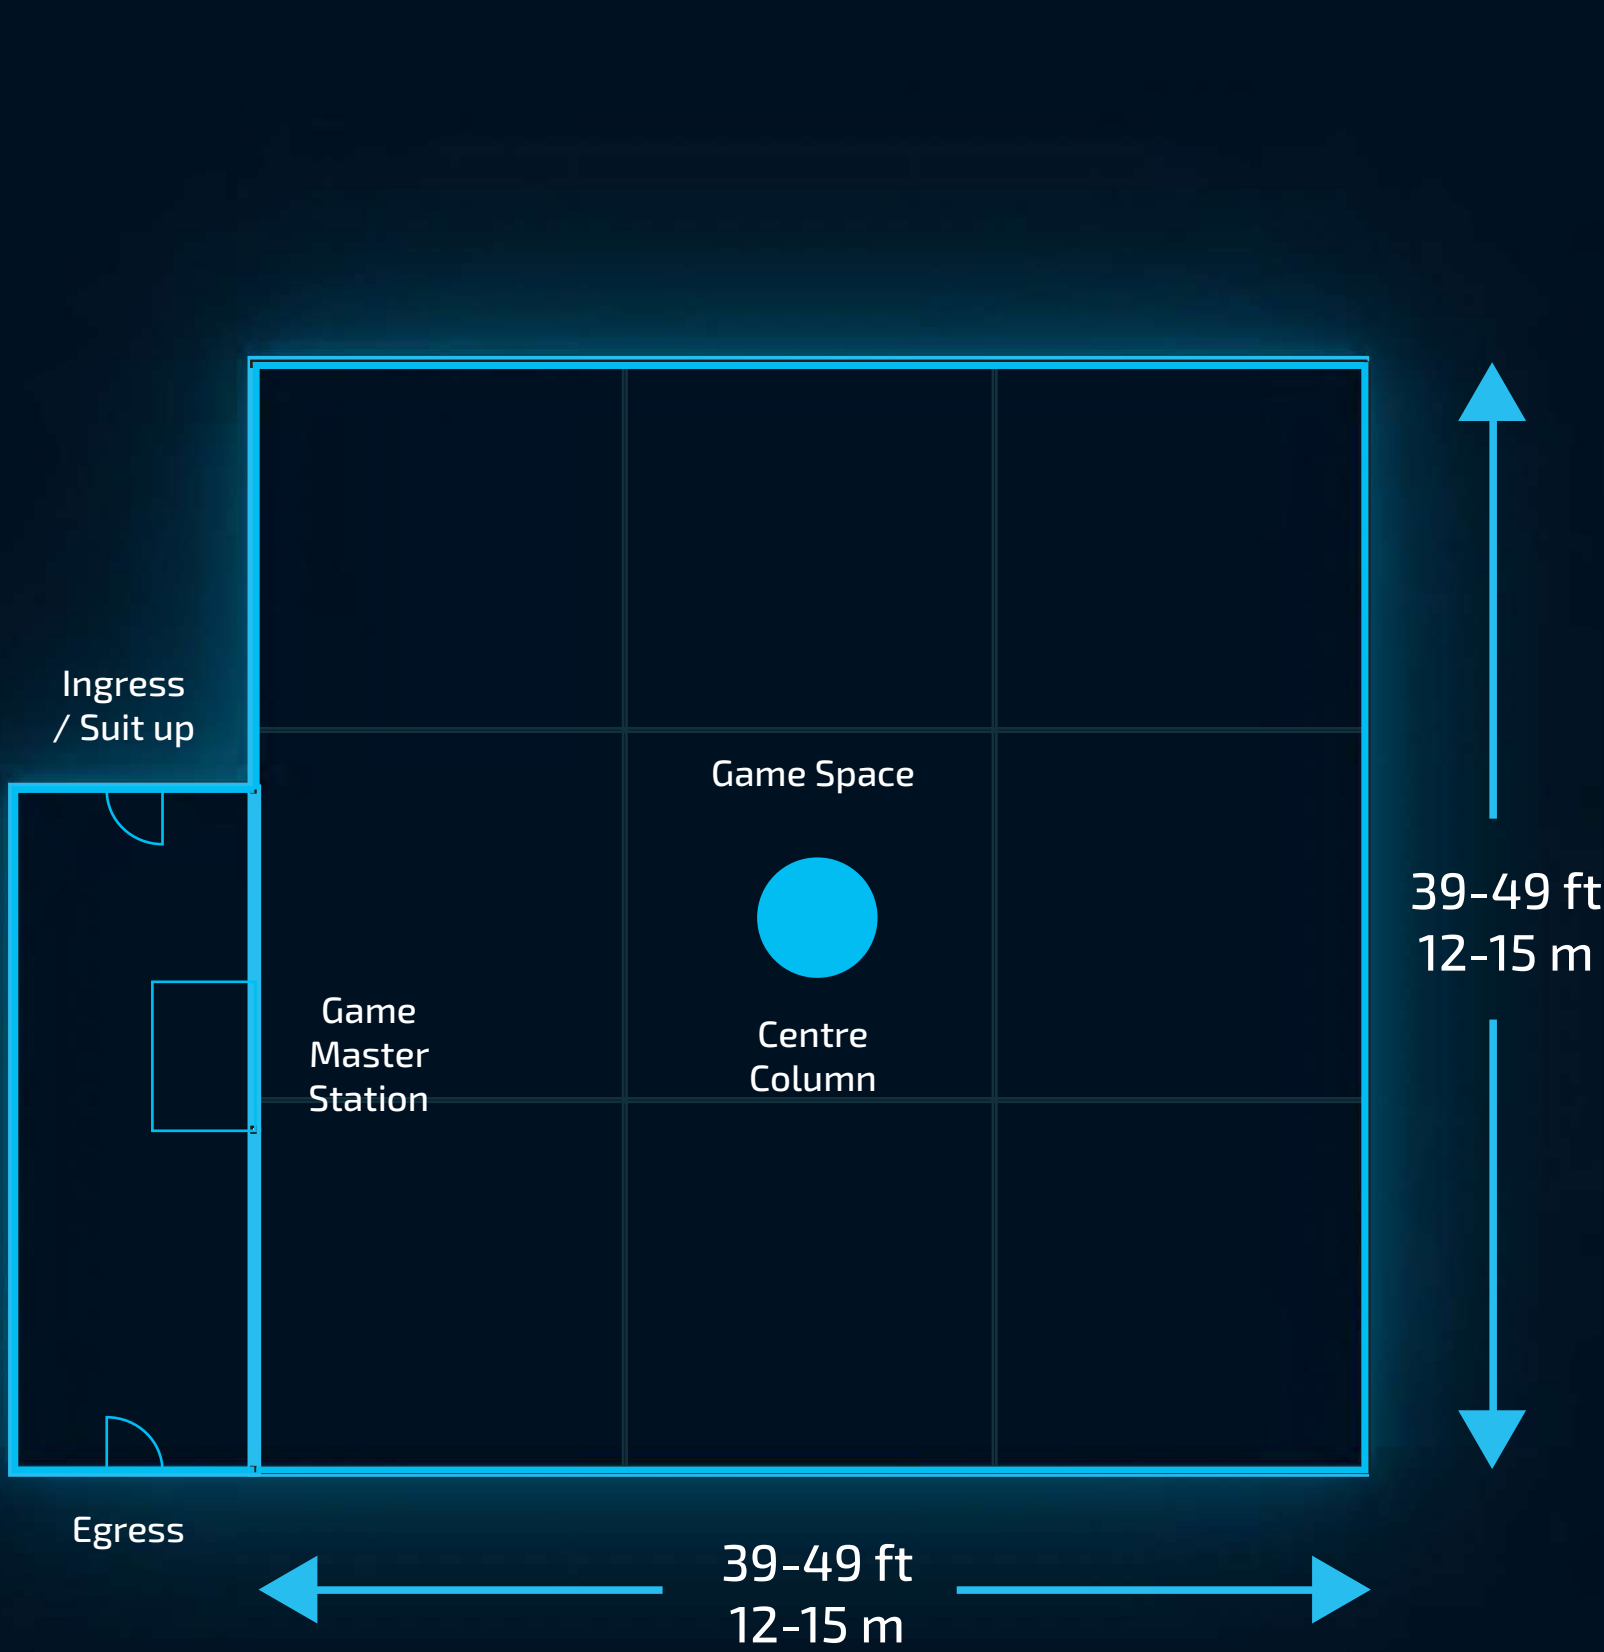 Ingress
/ Suit up
Game Space
39-49 ft
12-15 m
Game
Master
Station
Centre
Column
Egress
39-49 ft
12-15 m